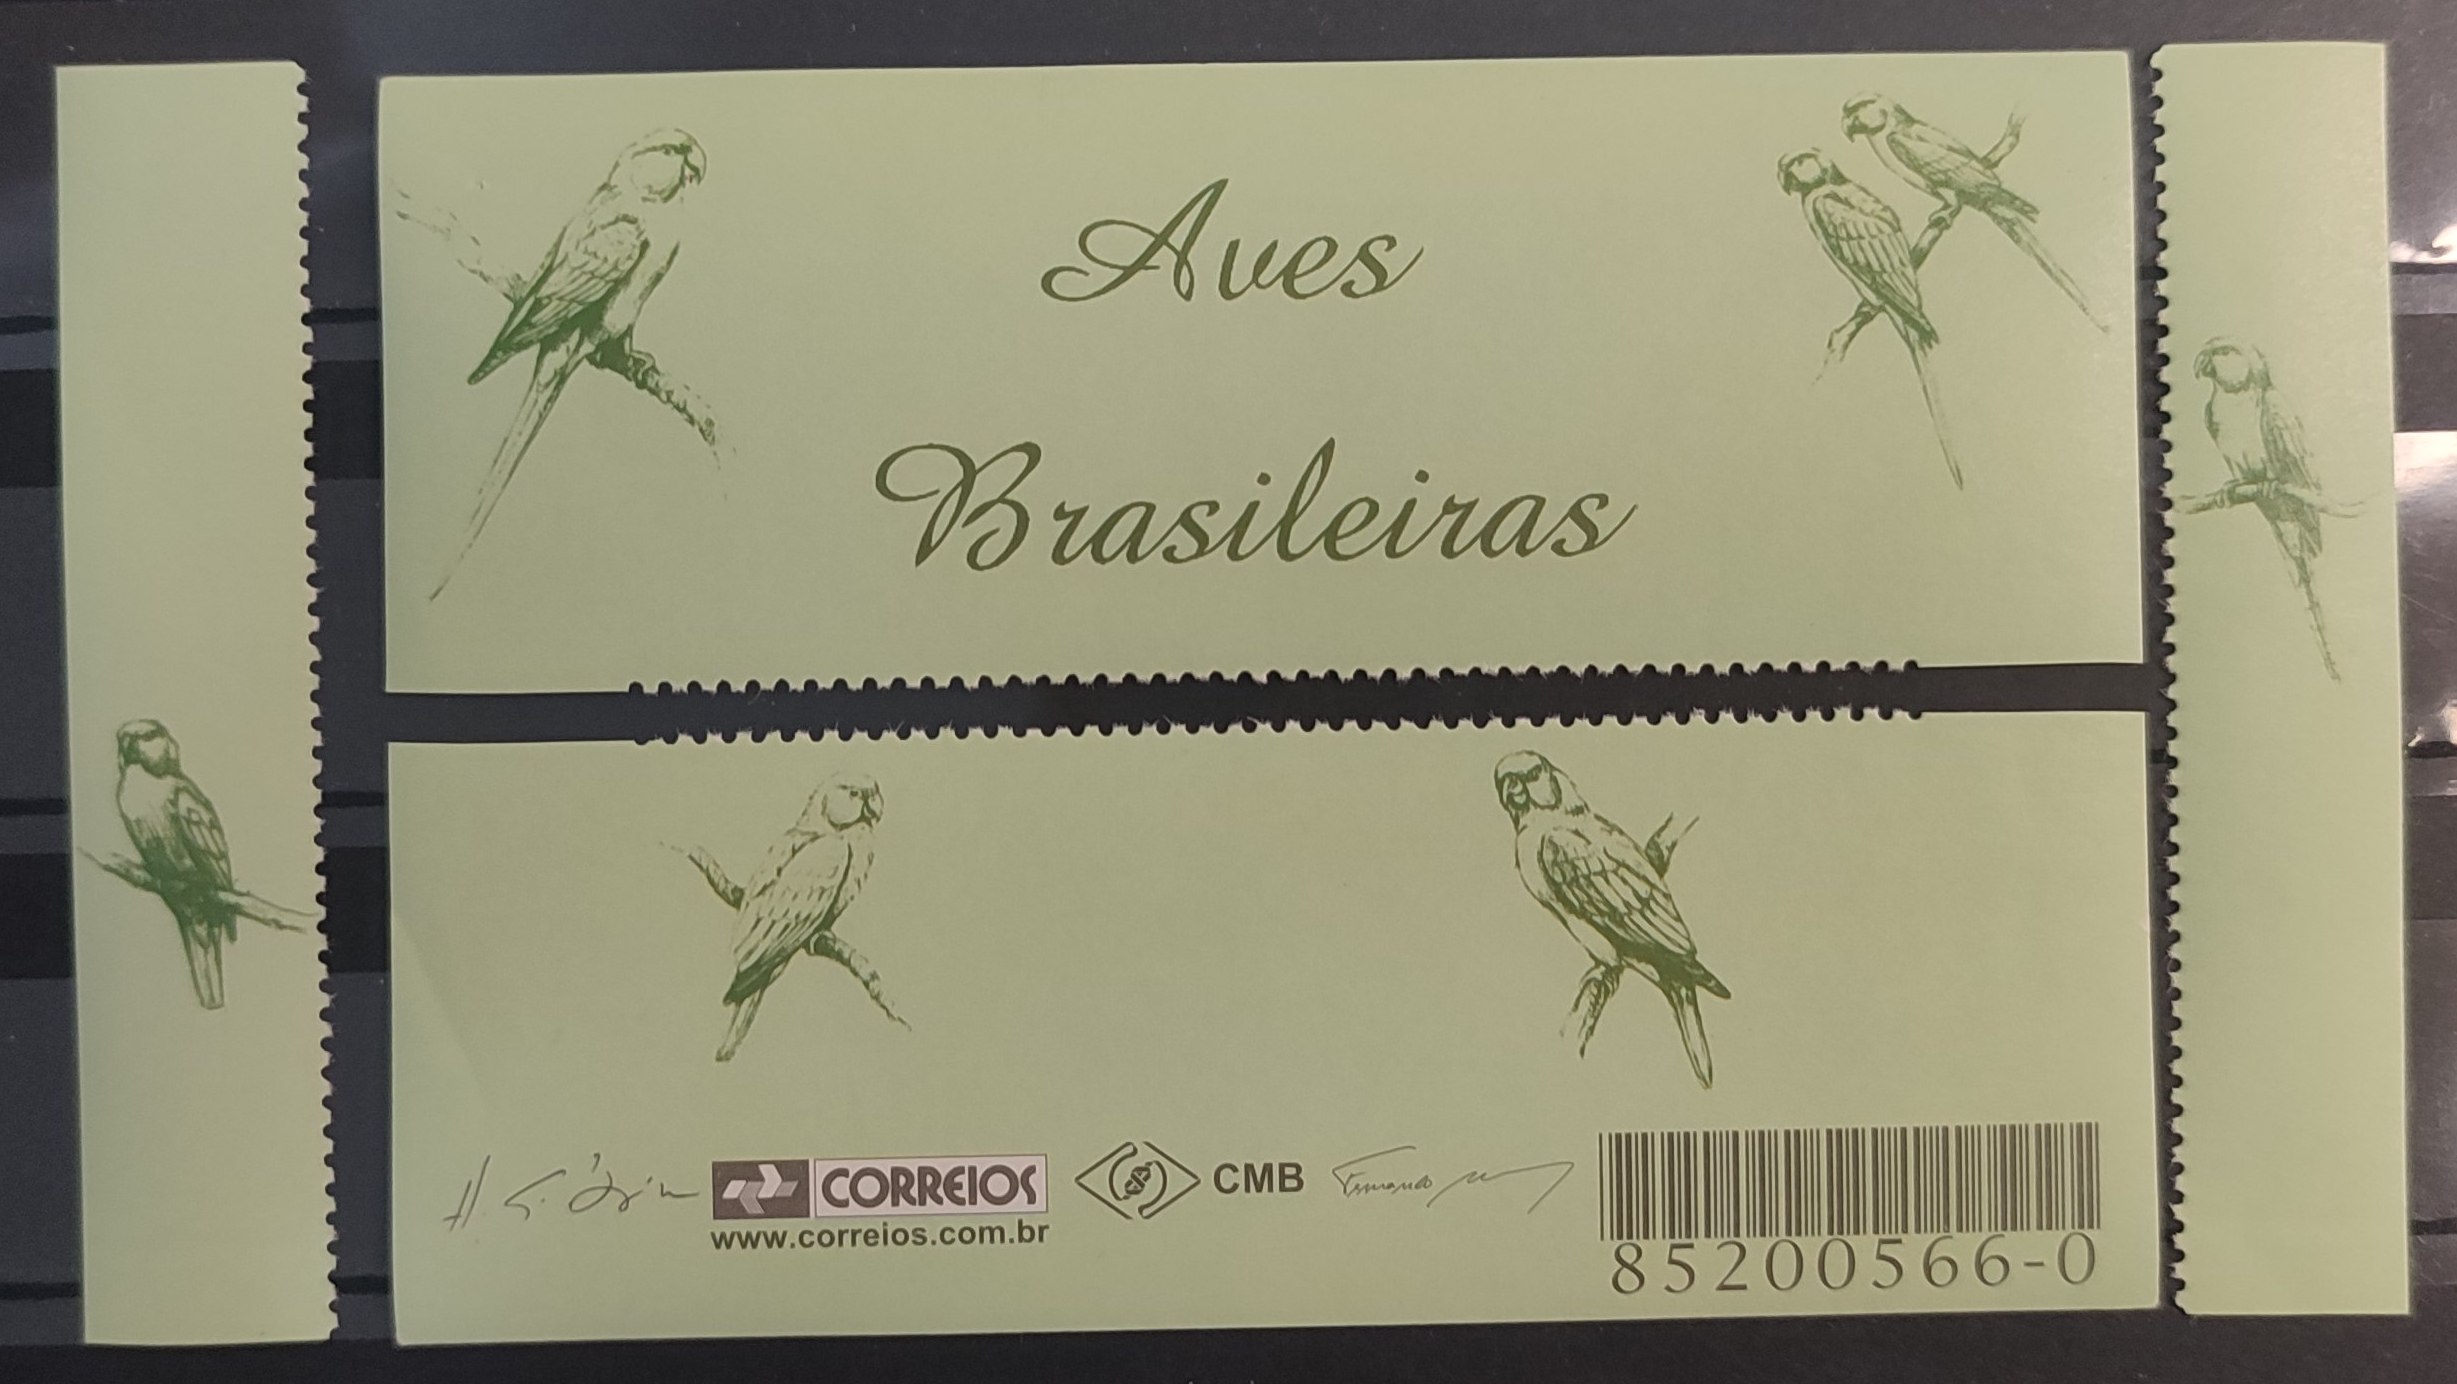 Aves
Brasileiras
CORREIOS
www.correios.com.br
CMB
85200566-0